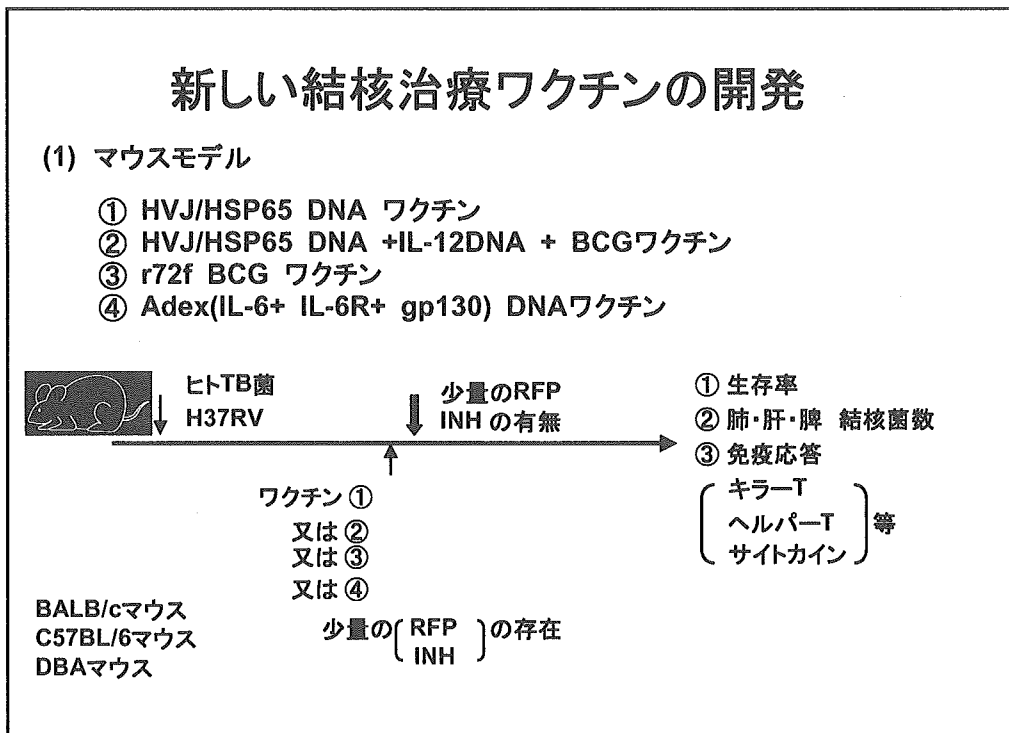 新しい結核治療ワクチンの開発
(1) マウスモデル
① HVJ/HSP65 DNA ワクチン
② HVJ/HSP65 DNA +IL-12DNA + BCGワクチン
③ r72f BCG ワクチン
④ Adex(IL-6+ IL-6R+ gp130) DNAワクチン
ヒトTB菌
H37RV
少量のRFP
INH の有無
① 生存率
② 肺・肝・脾 結核菌数
③ 免疫応答
キラーT
ヘルパーT
サイトカイン
等
ワクチン ①
又は ②
又は ③
又は ④
少量の( RFP )の存在
INH
BALB/cマウス
C57BL/6マウス
DBAマウス